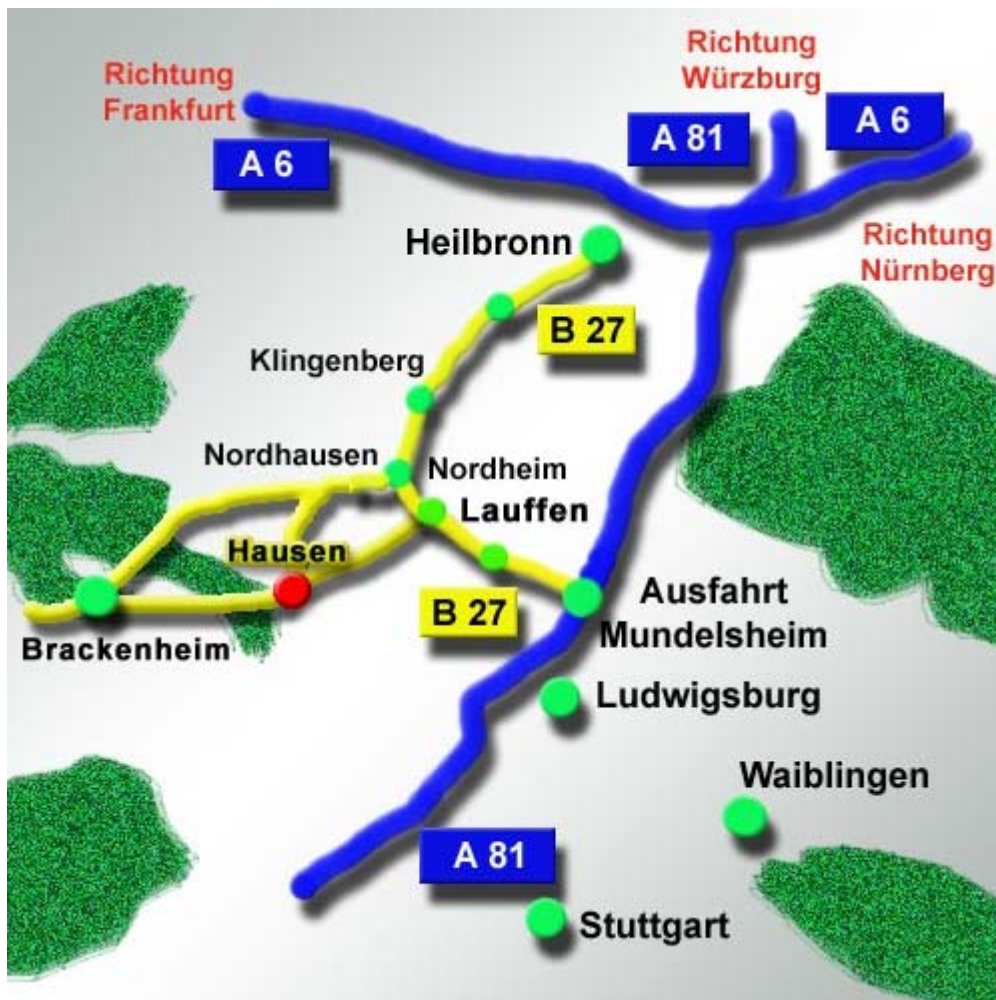 Richtung
Würzburg
Richtung
Frankfurt
A 6
A 81
A 6
Heilbronn
Richtung
Nürnberg
B 27
Klingenberg
Nordhausen
Nordheim
Lauffen
Hausen
B 27
Ausfahrt
Mundelsheim
Brackenheim
Ludwigsburg
Waiblingen
A 81
Stuttgart